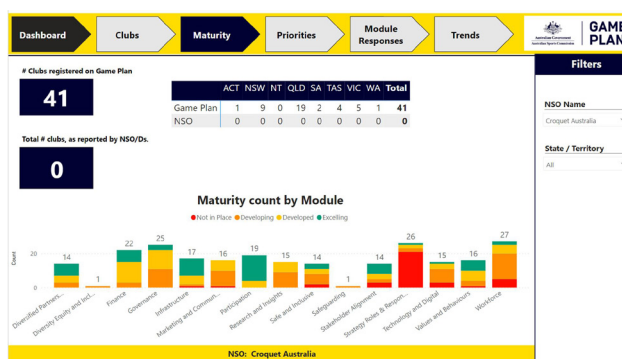 Dashboard
Clubs
Maturity
Priorities
Module
Responses
Trends
Australian Government
Australian Sports Commission
GAME
PLAN
# Clubs registered on Game Plan
41
ACT NSW NT QLD SA TAS VIC WA Total
Game Plan 1 9 0 19 2 4 5 1 41
NSO 0 0 0 0 0 0 0 0 0
Total # clubs, as reported by NSO/Ds.
0
Filters
NSO Name
Croquet Australia
State / Territory
All
Maturity count by Module
Not in Place Developing Developed Excelling
Count
20
0
14 1 22 25 17 16 19 15 14 1 14 26 15 16 27
Diversified Partners...
Diversity Equity and Incl...
Finance
Governance
Infrastructure
Marketing and Commun...
Participation
Research and Insights
Safe and Inclusive
Safeguarding
Stakeholder Alignment
Strategy Roles & Respon...
Technology and Digital
Values and Behaviours
Workforce
NSO: Croquet Australia